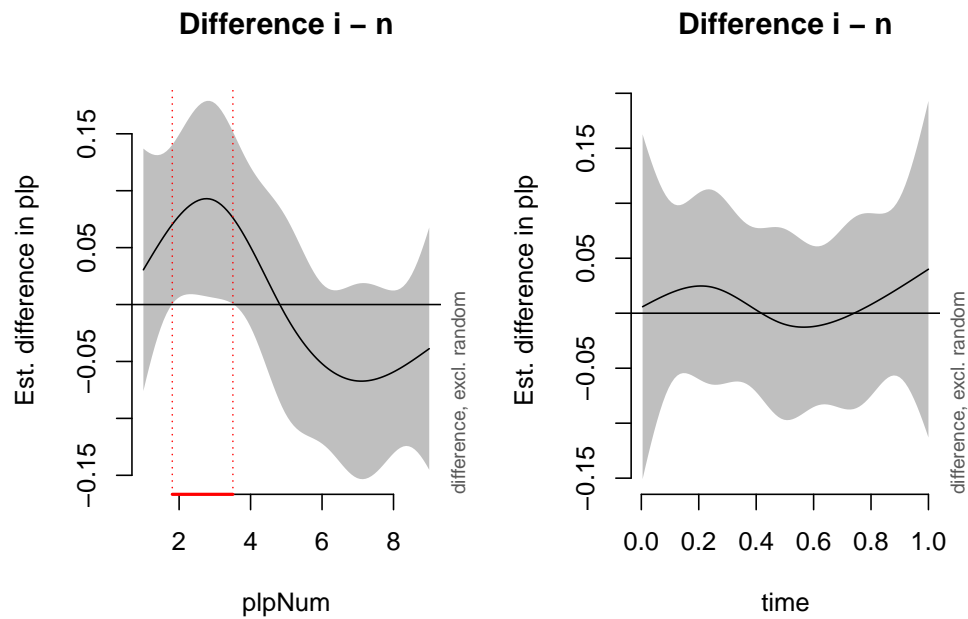 Difference i − n
Est. difference in plp
0.15
0.05
−0.05
−0.15
2 4 6 8
plpNum
difference, excl. random
Difference i − n
Est. difference in plp
0.15
0.05
−0.05
−0.15
0.0 0.2 0.4 0.6 0.8 1.0
time
difference, excl. random